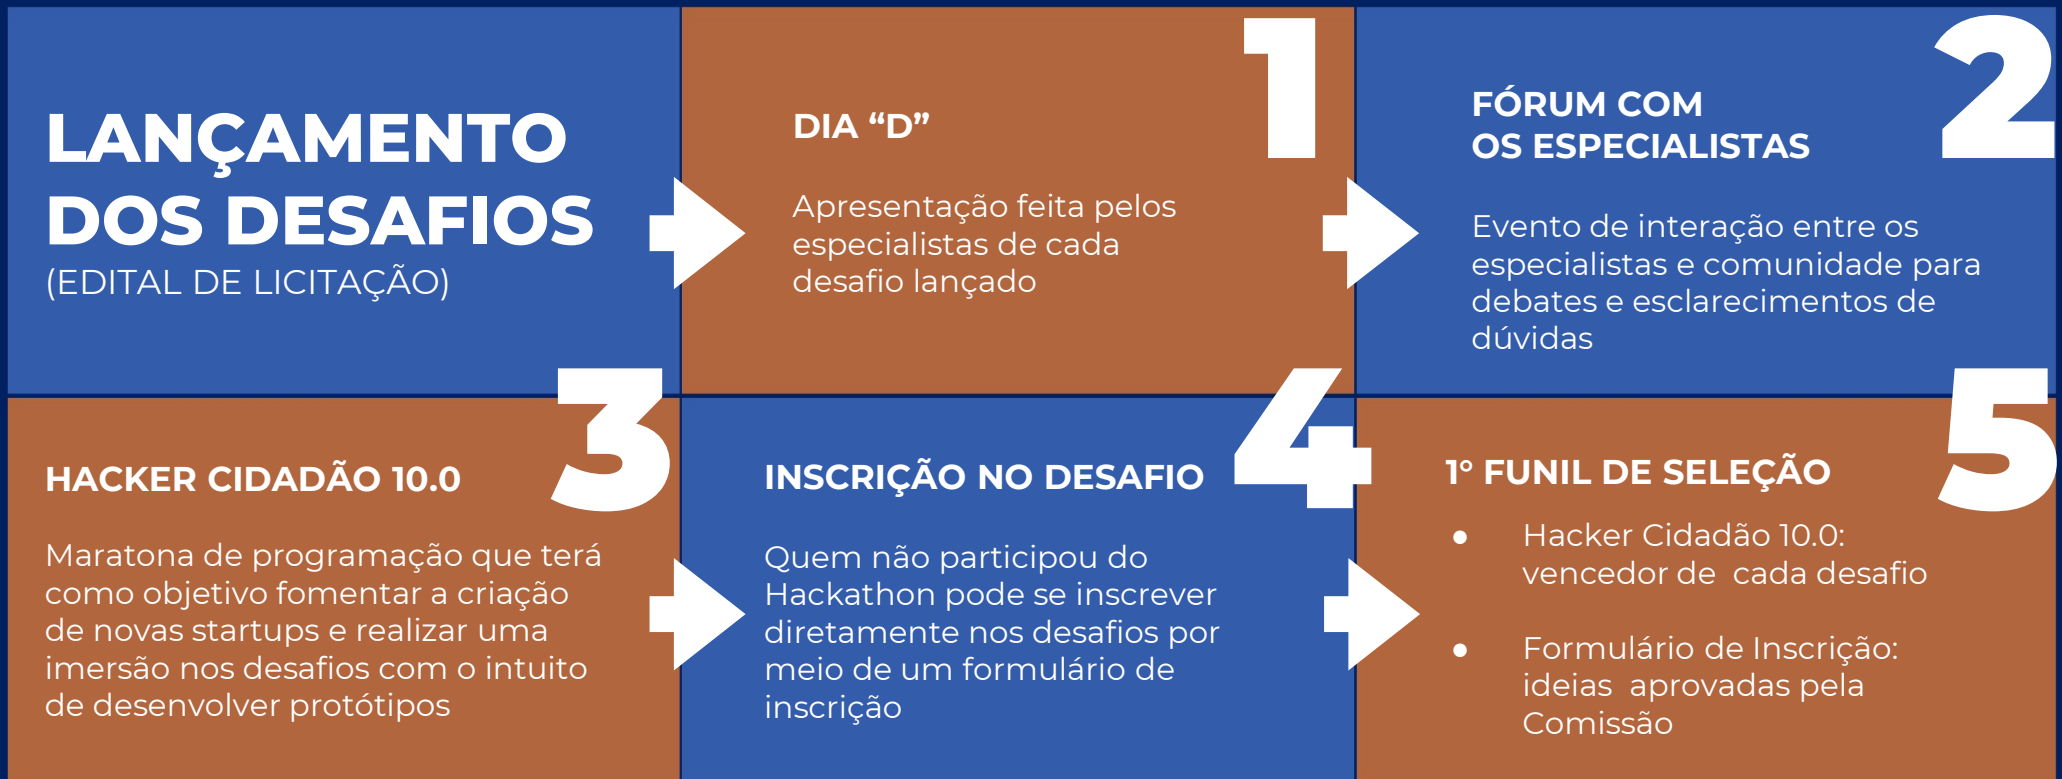 LANÇAMENTO
DOS DESAFIOS
(EDITAL DE LICITAÇÃO)
1
DIA “D”
Apresentação feita pelos
especialistas de cada
desafio lançado
2
FÓRUM COM
OS ESPECIALISTAS
Evento de interação entre os
especialistas e comunidade para
debates e esclarecimentos de
dúvidas
3
HACKER CIDADÃO 10.0
Maratona de programação que terá
como objetivo fomentar a criação
de novas startups e realizar uma
imersão nos desafios com o intuito
de desenvolver protótipos
4
INSCRIÇÃO NO DESAFIO
Quem não participou do
Hackathon pode se inscrever
diretamente nos desafios por
meio de um formulário de
inscrição
5
1º FUNIL DE SELEÇÃO
● Hacker Cidadão 10.0:
vencedor de cada desafio
● Formulário de Inscrição:
ideias aprovadas pela
Comissão